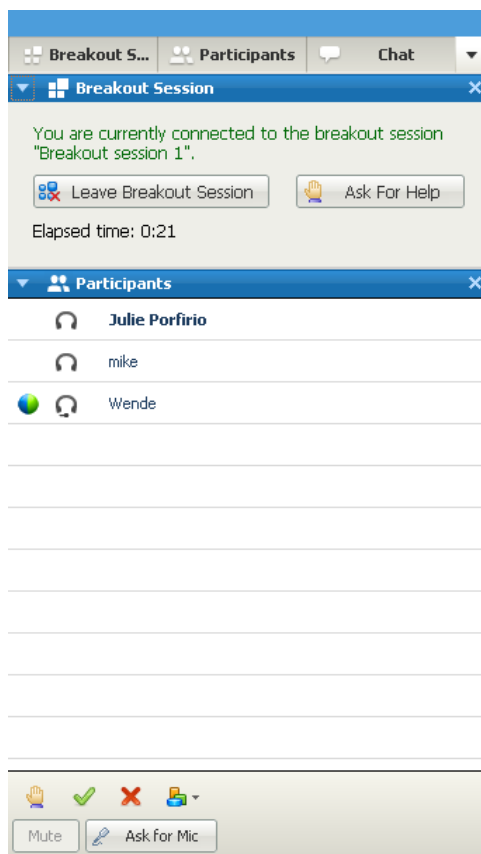 Breakout S... Participants Chat
Breakout Session
You are currently connected to the breakout session
"Breakout session 1".
Leave Breakout Session Ask For Help
Elapsed time: 0:21
Participants
Julie Porfirio
mike
Wende
Mute Ask for Mic